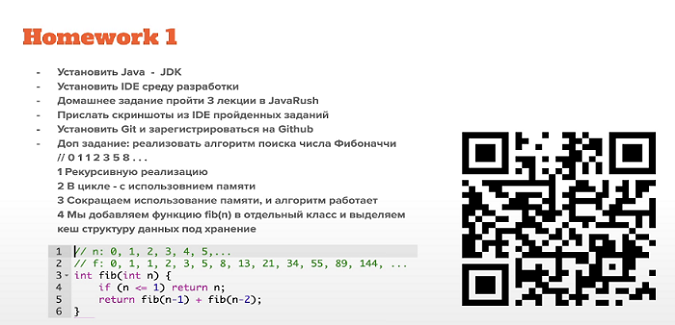 Homework 1
- Установить Java - JDK
- Установить IDE среду разработки
- Домашнее задание пройти 3 лекции в JavaRush
- Прислать скриншоты из IDE пройденных заданий
- Установить Git и зарегистрироваться на Github
- Доп задание: реализовать алгоритм поиска числа Фибоначчи
// 0 1 1 2 3 5 8 . . .
1 Рекурсивную реализацию
2 В цикле - с использовнием памяти
3 Сокращаем использование памяти, и алгоритм работает
4 Мы добавляем функцию fib(n) в отдельный класс и выделяем
кеш структуру данных под хранение
1 // n: 0, 1, 2, 3, 4, 5,...
2 // f: 0, 1, 1, 2, 3, 5, 8, 13, 21, 34, 55, 89, 144, ...
3 int fib(int n) {
4     if (n <= 1) return n;
5     return fib(n-1) + fib(n-2);
6 }